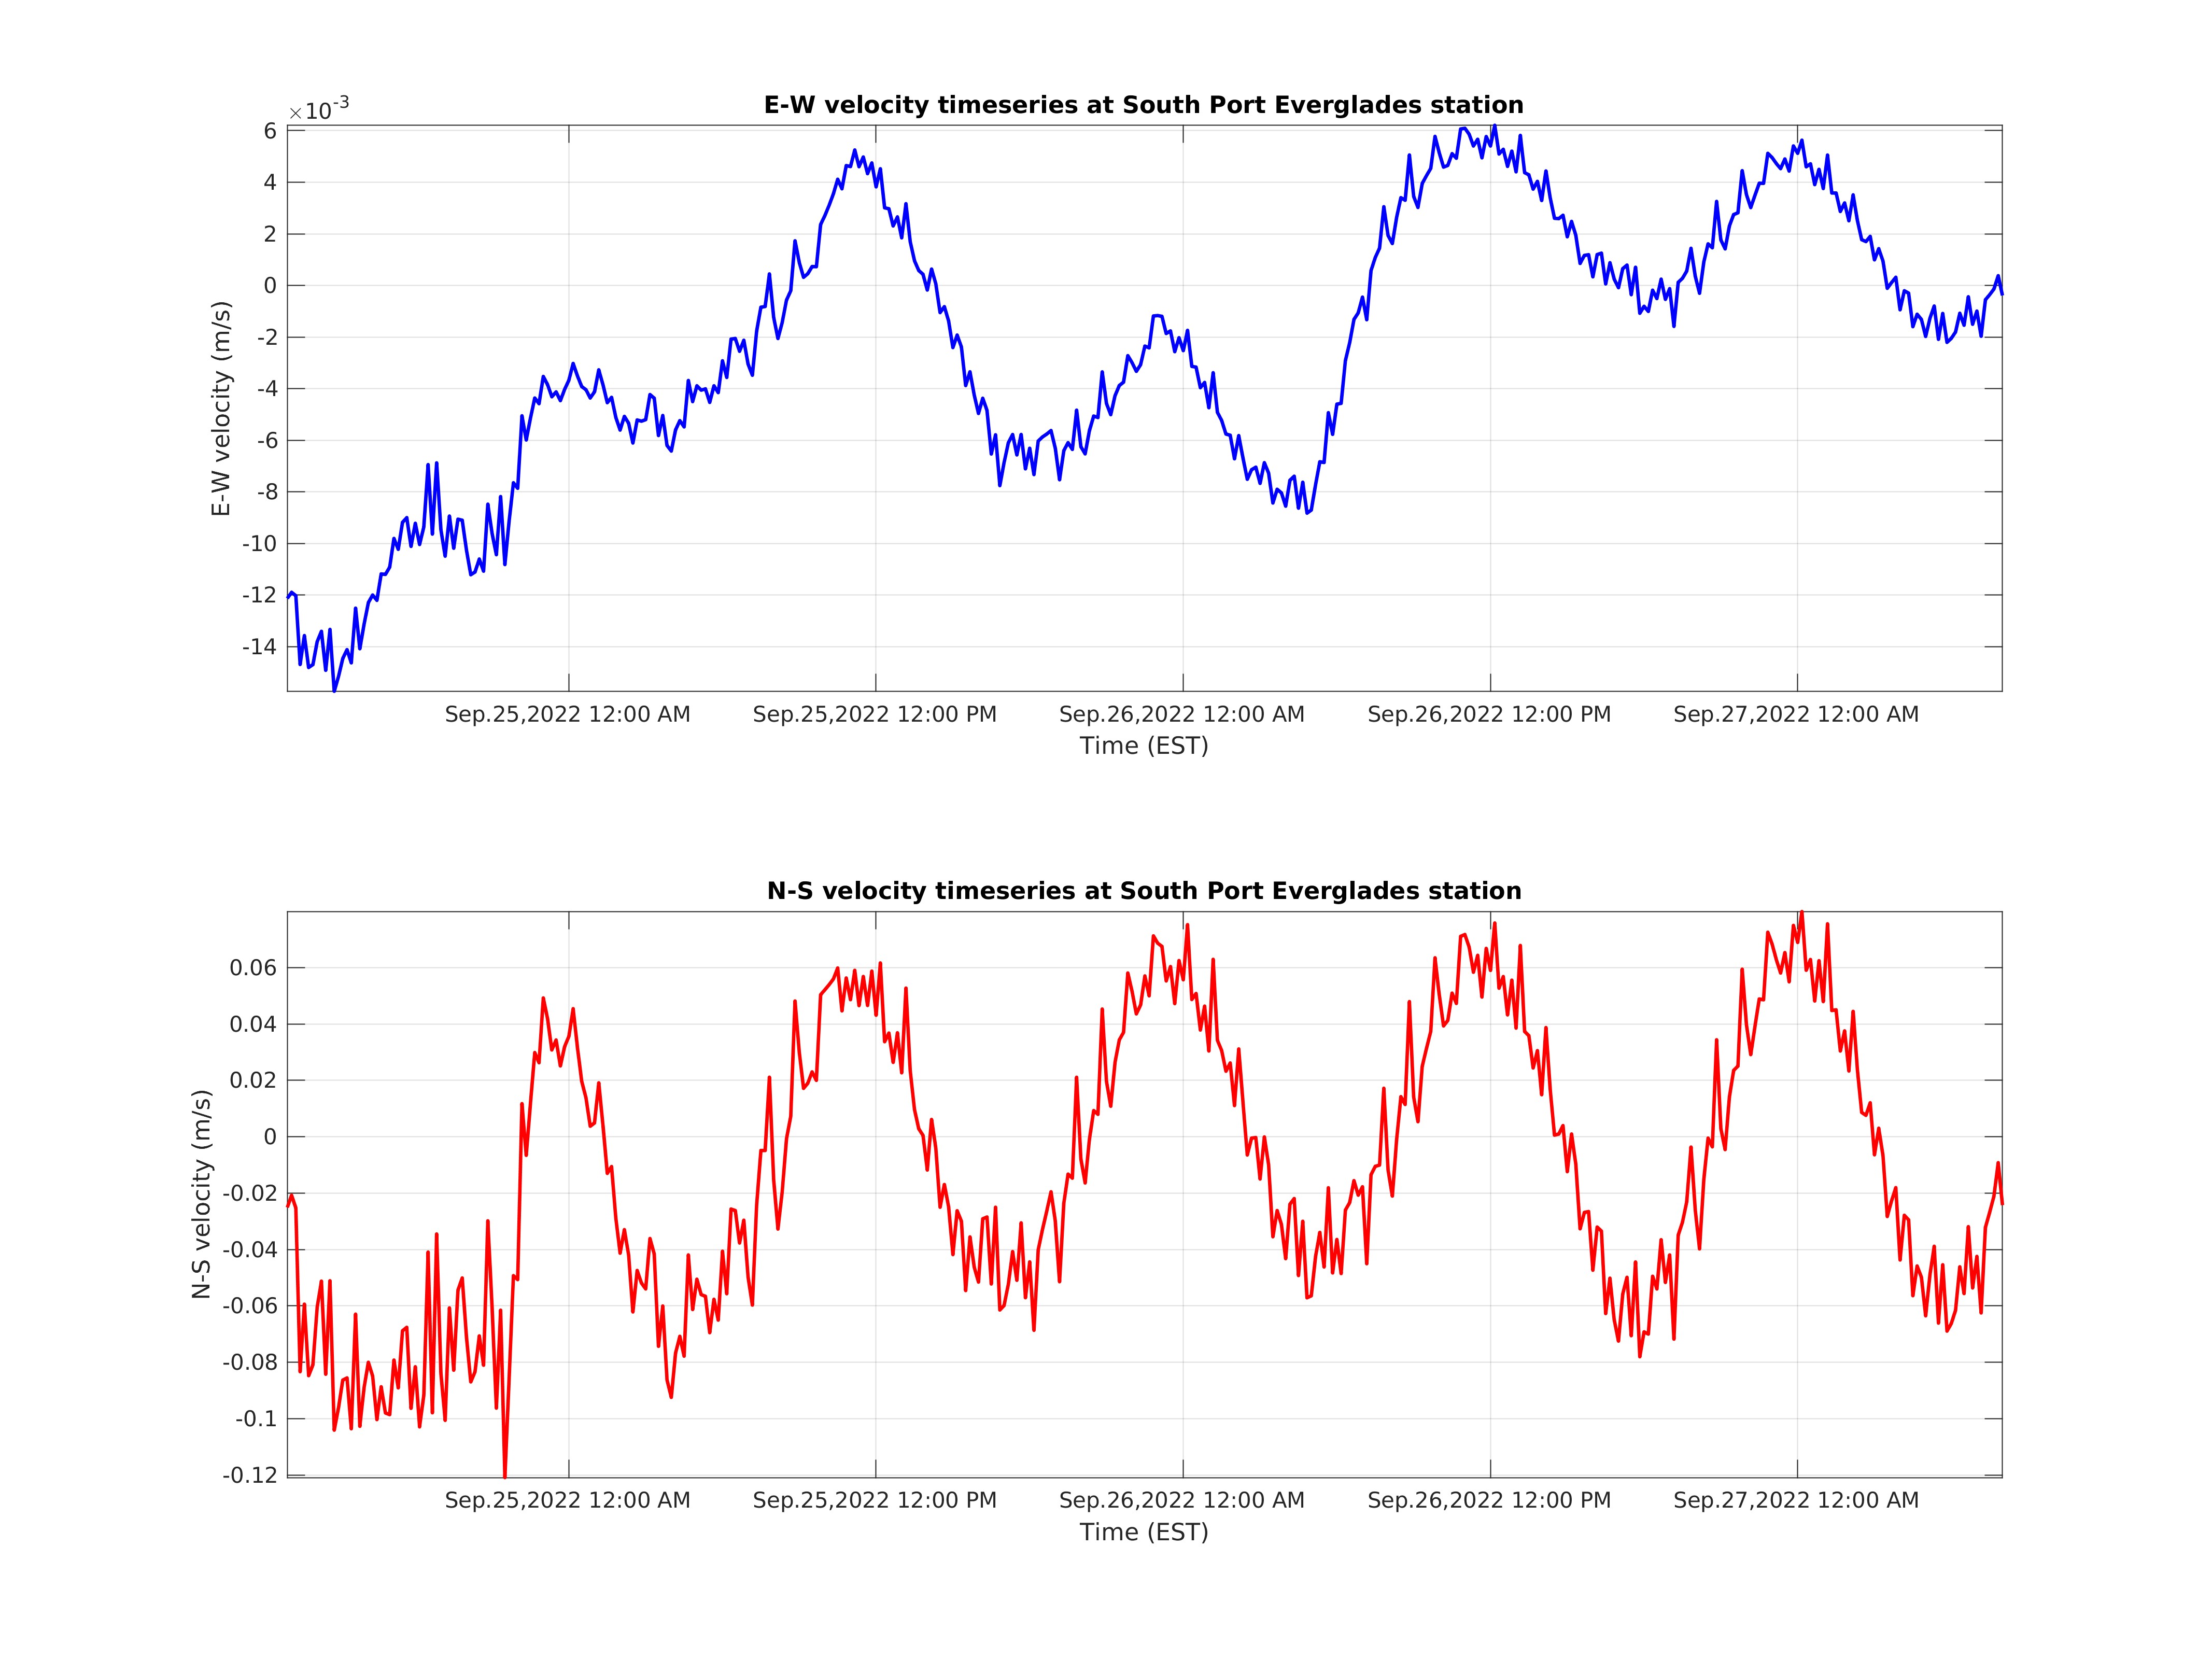 ×10-3
E-W velocity timeseries at South Port Everglades station
6
4
2
0
-2
-4
-6
-8
-10
-12
-14
E-W velocity (m/s)
Sep.25,2022 12:00 AM Sep.25,2022 12:00 PM Sep.26,2022 12:00 AM Sep.26,2022 12:00 PM Sep.27,2022 12:00 AM
Time (EST)
N-S velocity timeseries at South Port Everglades station
0.06
0.04
0.02
0
-0.02
-0.04
-0.06
-0.08
-0.1
-0.12
N-S velocity (m/s)
Sep.25,2022 12:00 AM Sep.25,2022 12:00 PM Sep.26,2022 12:00 AM Sep.26,2022 12:00 PM Sep.27,2022 12:00 AM
Time (EST)